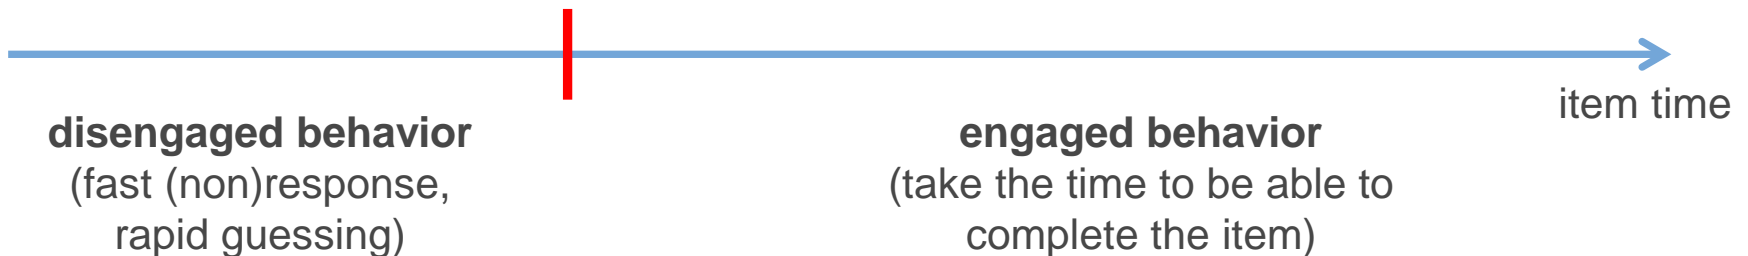 item time
disengaged behavior
(fast (non)response,
rapid guessing)
engaged behavior
(take the time to be able to
complete the item)